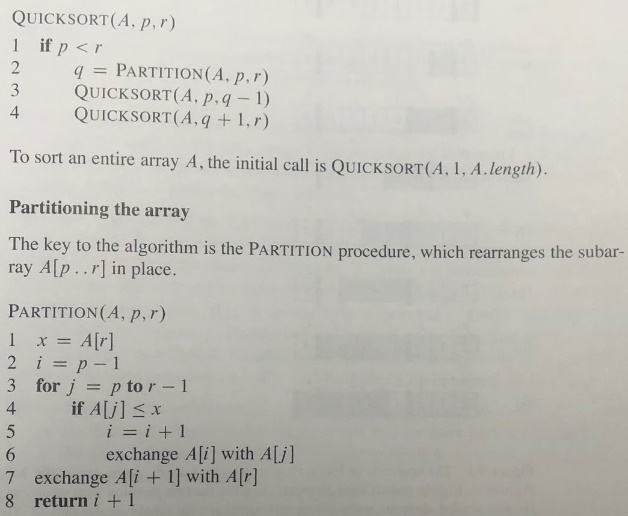 QUICKSORT(A, p, r)
1 if p < r
2 q = PARTITION(A, p, r)
3 QUICKSORT(A, p, q − 1)
4 QUICKSORT(A, q + 1, r)
To sort an entire array A, the initial call is QUICKSORT(A, 1, A.length).
Partitioning the array
The key to the algorithm is the PARTITION procedure, which rearranges the subar-
ray A[p . . r] in place.
PARTITION(A, p, r)
1 x = A[r]
2 i = p − 1
3 for j = p to r − 1
4 if A[j] ≤ x
5 i = i + 1
6 exchange A[i] with A[j]
7 exchange A[i + 1] with A[r]
8 return i + 1